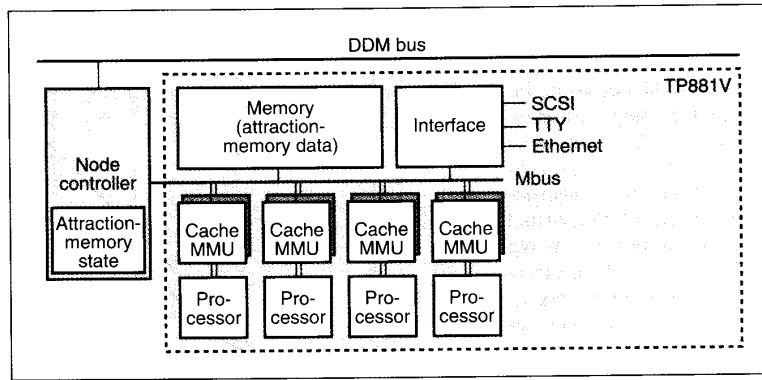 DDM bus
TP881V
Memory
(attraction-
memory data)
Interface
SCSI
TTY
Ethernet
Node
controller
Attraction-
memory
state
Mbus
Cache
MMU
Cache
MMU
Cache
MMU
Cache
MMU
Pro-
cessor
Pro-
cessor
Pro-
cessor
Pro-
cessor